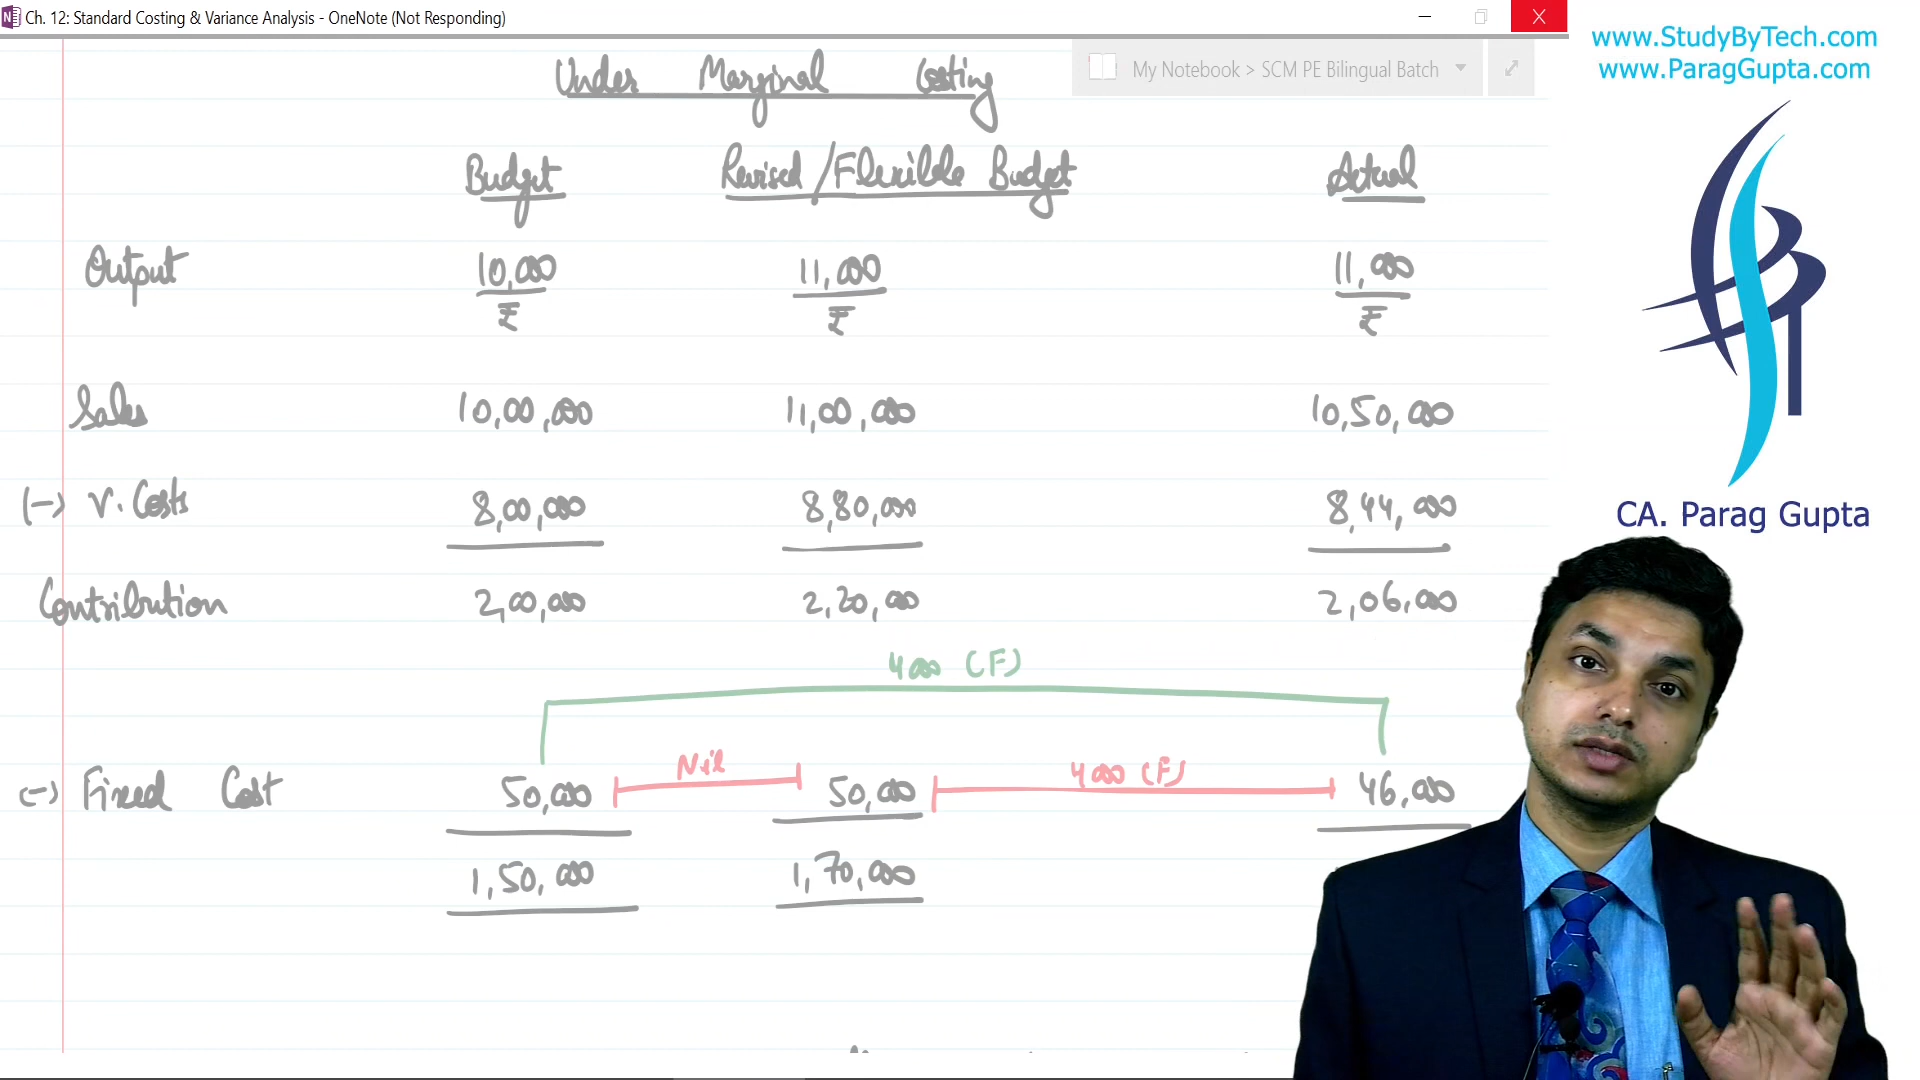 Ch. 12: Standard Costing & Variance Analysis - OneNote (Not Responding)
www.StudyByTech.com
www.ParagGupta.com
My Notebook > SCM PE Bilingual Batch
Under Marginal Costing
Budget Revised/Flexible Budget Actual
Output 10,000 11,000 11,000
₹ ₹ ₹
Sales 10,00,000 11,00,000 10,50,000
(-) V. Costs 8,00,000 8,80,000 8,44,000
CA. Parag Gupta
Contribution 2,00,000 2,20,000 2,06,000
4000 (F)
Nil 4000 (F)
(-) Fixed Cost 50,000 50,000 46,000
1,50,000 1,70,000